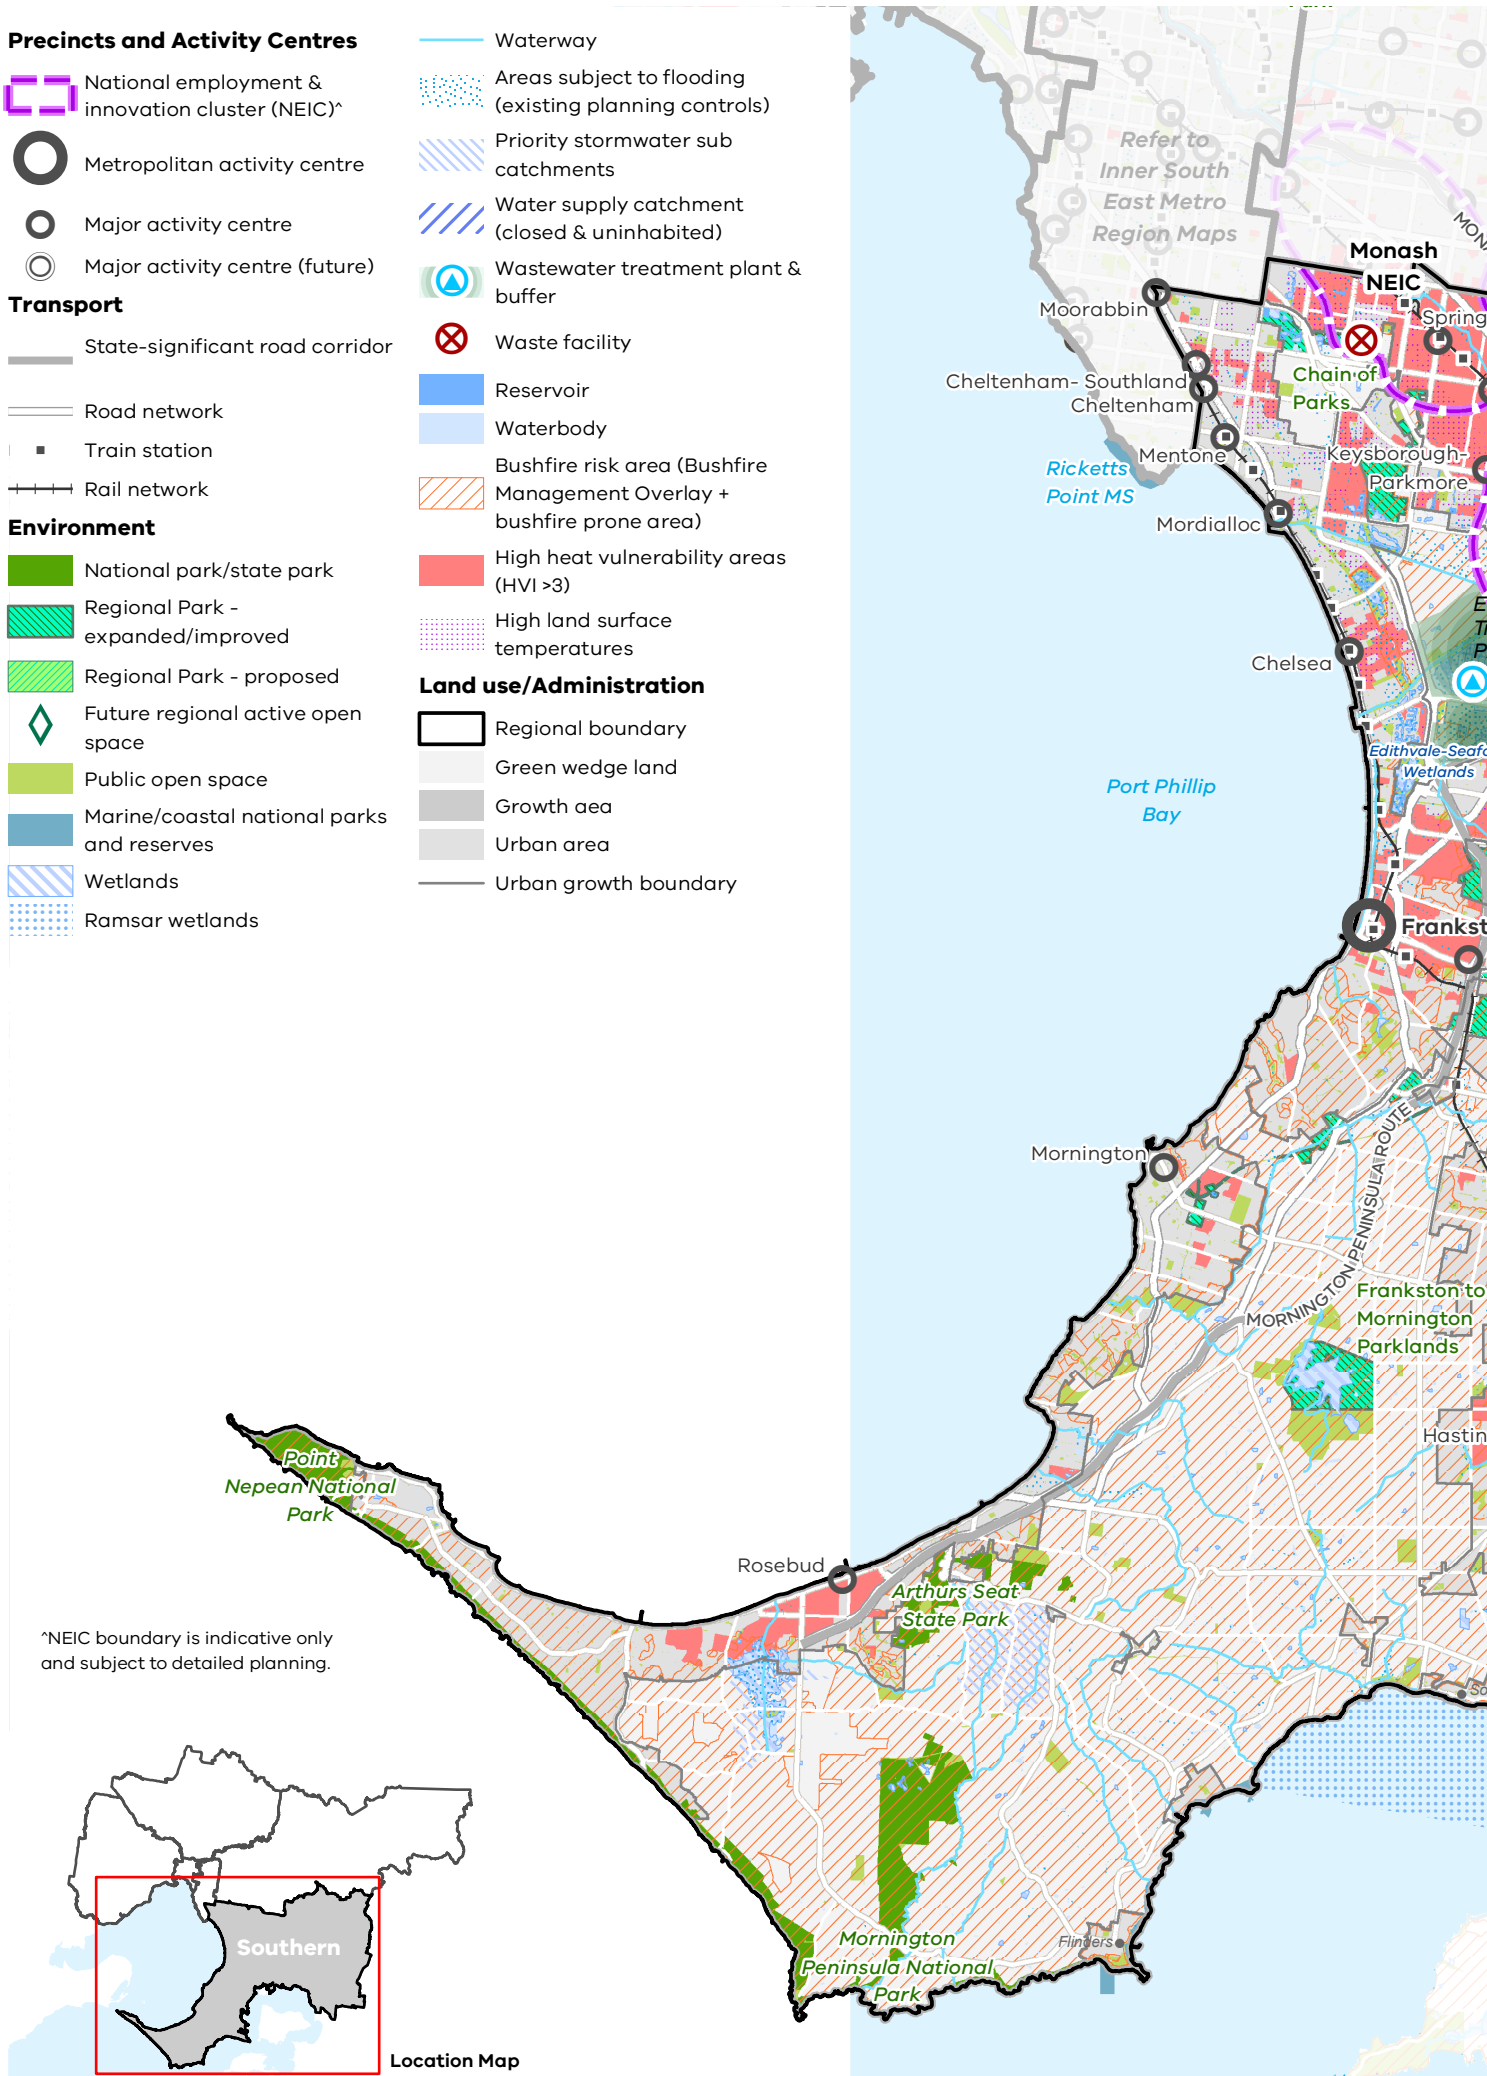 Precincts and Activity Centres
National employment &
innovation cluster (NEIC)^
Metropolitan activity centre
Major activity centre
Major activity centre (future)
Transport
State-significant road corridor
Road network
Train station
Rail network
Environment
National park/state park
Regional Park -
expanded/improved
Regional Park - proposed
Future regional active open
space
Public open space
Marine/coastal national parks
and reserves
Wetlands
Ramsar wetlands
Waterway
Areas subject to flooding
(existing planning controls)
Priority stormwater sub
catchments
Water supply catchment
(closed & uninhabited)
Wastewater treatment plant &
buffer
Waste facility
Reservoir
Waterbody
Bushfire risk area (Bushfire
Management Overlay +
bushfire prone area)
High heat vulnerability areas
(HVI >3)
High land surface
temperatures
Land use/Administration
Regional boundary
Green wedge land
Growth aea
Urban area
Urban growth boundary
Refer to
Inner South
East Metro
Region Maps
Monash
NEIC
MONA
Moorabbin
Spring
Chain of
Parks
Cheltenham- Southland
Cheltenham
Mentone
Keysborough-
Parkmore
Ricketts
Point MS
Mordialloc
E
Tr
P
Chelsea
Edithvale-Seafo
Wetlands
Port Phillip
Bay
Frankst
Mornington
MORNINGTON PENINSULA ROUTE
Frankston to
Mornington
Parklands
Hastin
Point
Nepean National
Park
Rosebud
Arthurs Seat
State Park
So
Mornington
Peninsula National
Park
Flinders
^NEIC boundary is indicative only
and subject to detailed planning.
Southern
Location Map